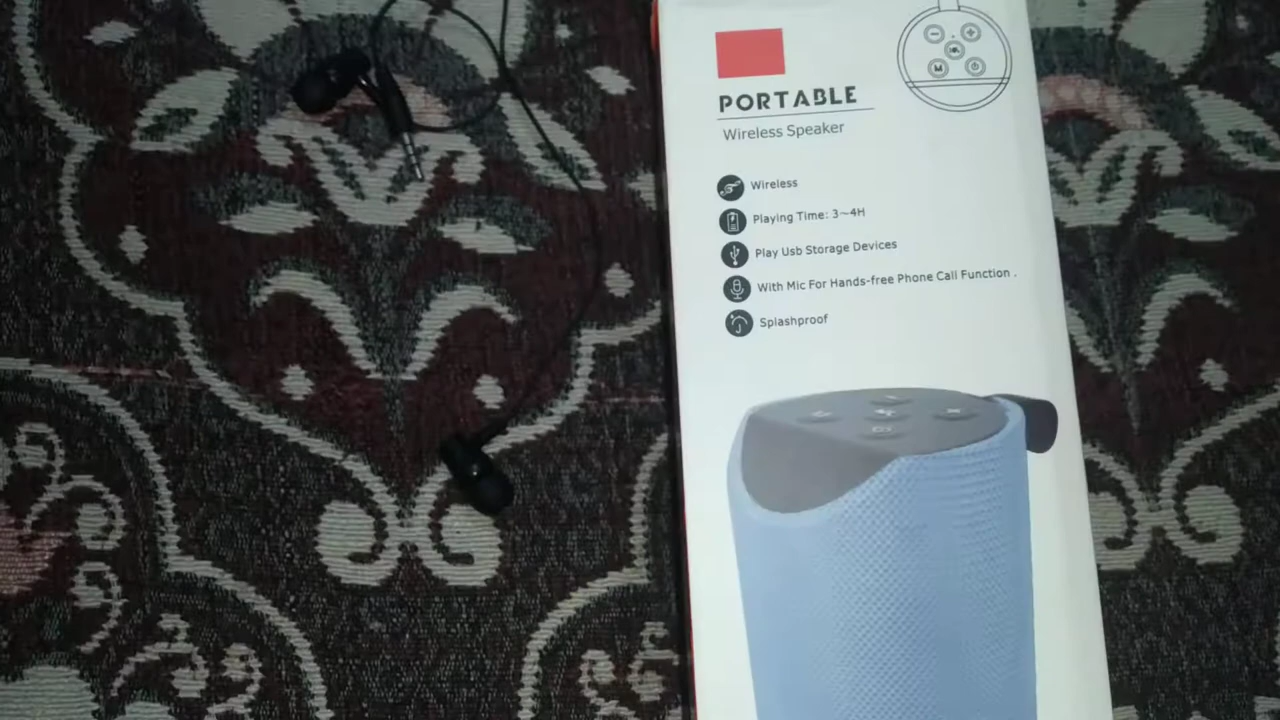 PORTABLE
Wireless Speaker
Wireless
Playing Time: 3~4H
Play Usb Storage Devices
With Mic For Hands-free Phone Call Function .
Splashproof